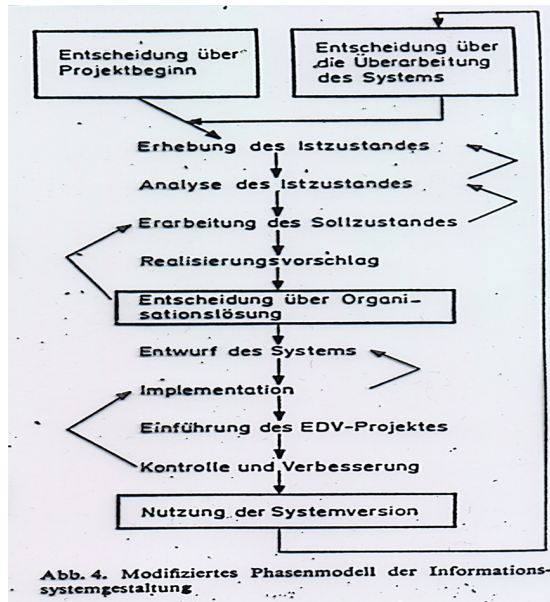 Entscheidung über
Projektbeginn
Entscheidung über
die Überarbeitung
des Systems
Erhebung des Istzustandes
Analyse des Istzustandes
Erarbeitung des Sollzustandes
Realisierungsvorschlag
Entscheidung über Organi-
sationslösung
Entwurf des Systems
Implementation
Einführung des EDV-Projektes
Kontrolle und Verbesserung
Nutzung der Systemversion
Abb. 4. Modifiziertes Phasenmodell der Informations-
systemgestaltung